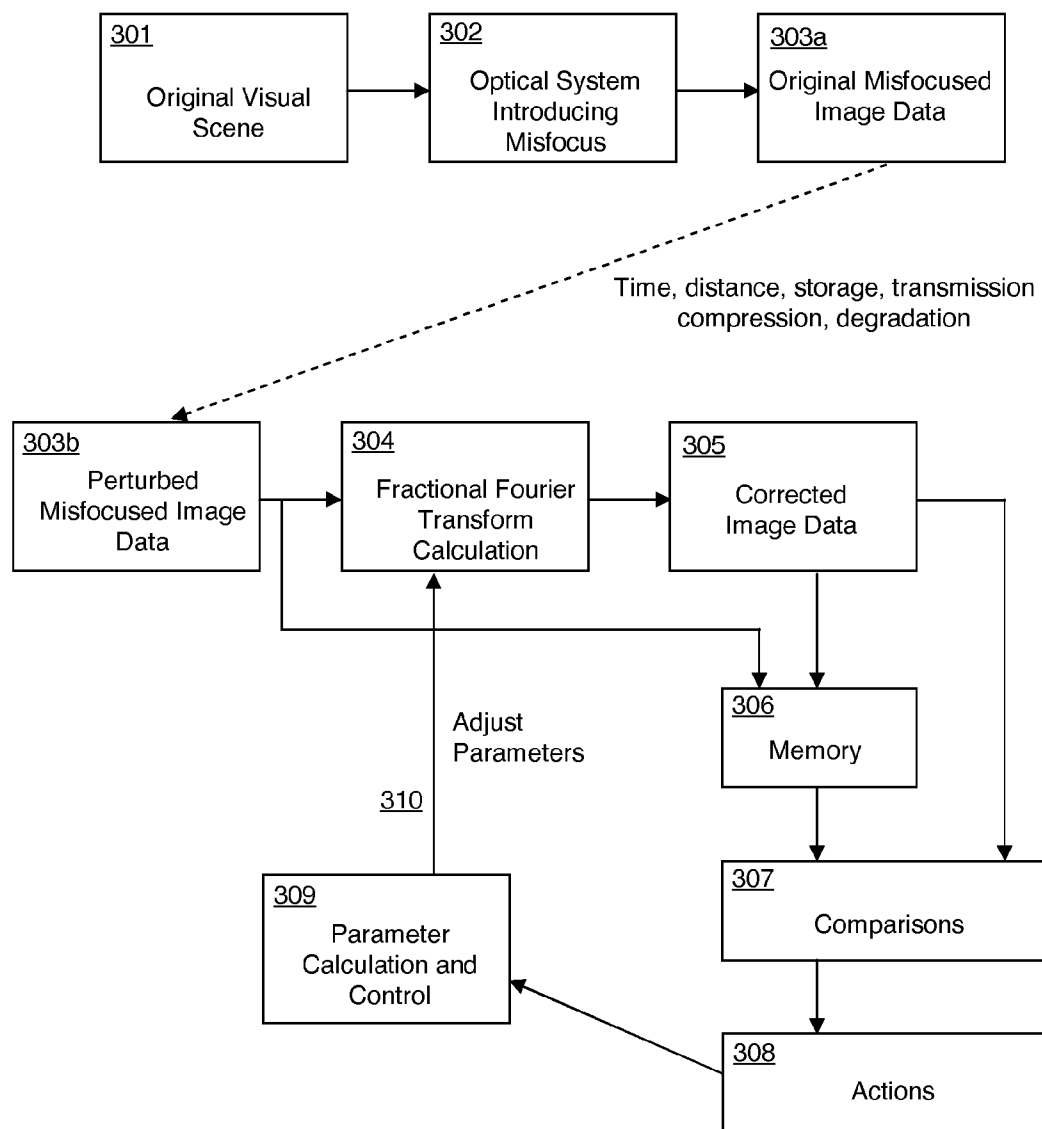 301
Original Visual
Scene
302
Optical System
Introducing
Misfocus
303a
Original Misfocused
Image Data
Time, distance, storage, transmission
compression, degradation
303b
Perturbed
Misfocused Image
Data
304
Fractional Fourier
Transform
Calculation
305
Corrected
Image Data
306
Memory
Adjust
Parameters
310
307
Comparisons
309
Parameter
Calculation and
Control
308
Actions